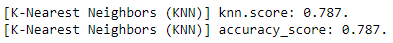 [K-Nearest Neighbors (KNN)] knn.score: 0.787.
[K-Nearest Neighbors (KNN)] accuracy_score: 0.787.